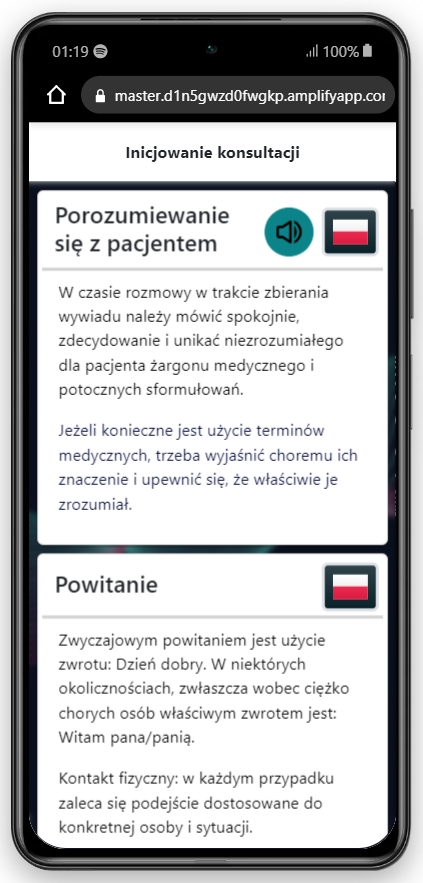 01:19
100%
master.d1n5gwzd0fwgkp.amplifyapp.cor
Inicjowanie konsultacji
Porozumiewanie
się z pacjentem
W czasie rozmowy w trakcie zbierania
wywiadu należy mówić spokojnie,
zdecydowanie i unikać niezrozumiałego
dla pacjenta żargonu medycznego i
potocznych sformułowań.
Jeżeli konieczne jest użycie terminów
medycznych, trzeba wyjaśnić choremu ich
znaczenie i upewnić się, że właściwie je
zrozumiał.
Powitanie
Zwyczajowym powitaniem jest użycie
zwrotu: Dzień dobry. W niektórych
okolicznościach, zwłaszcza wobec ciężko
chorych osób właściwym zwrotem jest:
Witam pana/panią.
Kontakt fizyczny: w każdym przypadku
zaleca się podejście dostosowane do
konkretnej osoby i sytuacji.